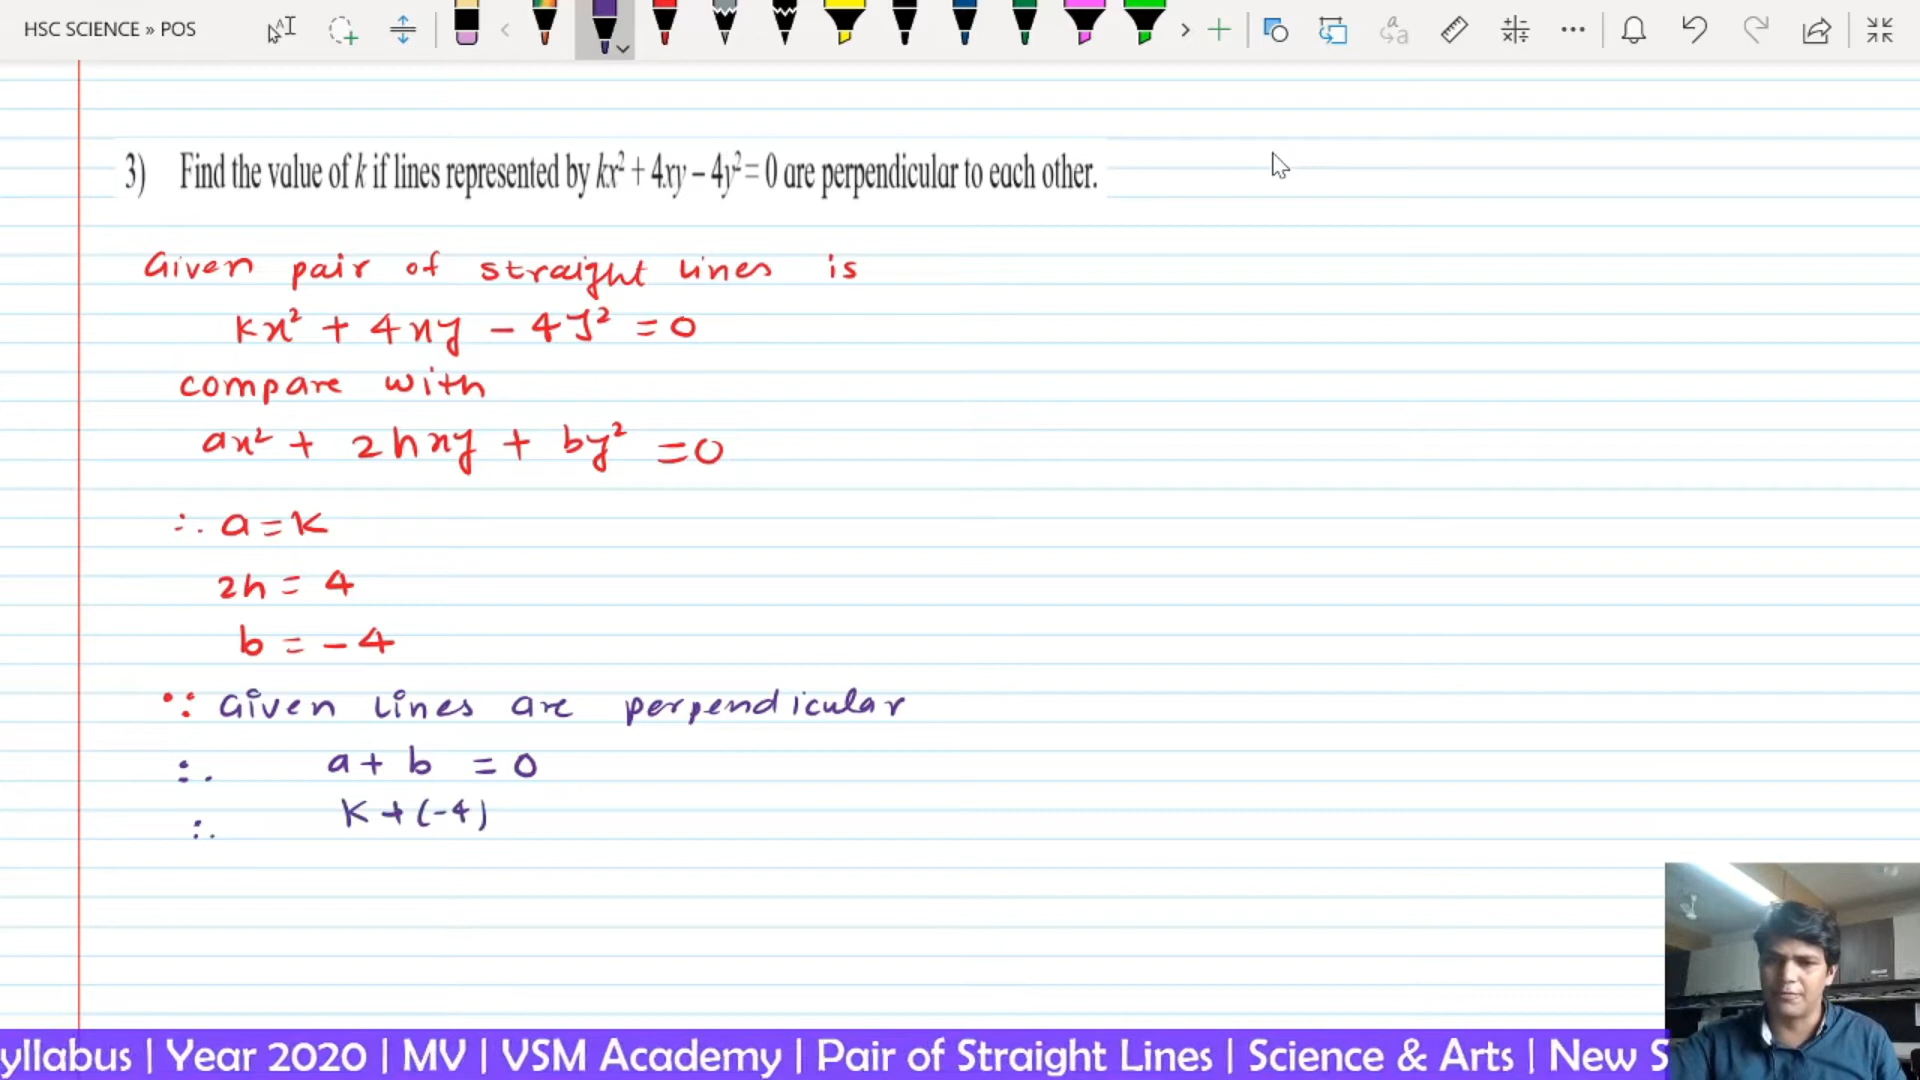 HSC SCIENCE » POS
3) Find the value of k if lines represented by kx² + 4xy – 4y² = 0 are perpendicular to each other.
Given pair of straight lines is
kx² + 4xy - 4y² = 0
compare with
ax² + 2hxy + by² = 0
∴ a = k
2h = 4
b = -4
∵ Given lines are perpendicular
∴ a + b = 0
∴ k + (-4)
yllabus | Year 2020 | MV | VSM Academy | Pair of Straight Lines | Science & Arts | New S